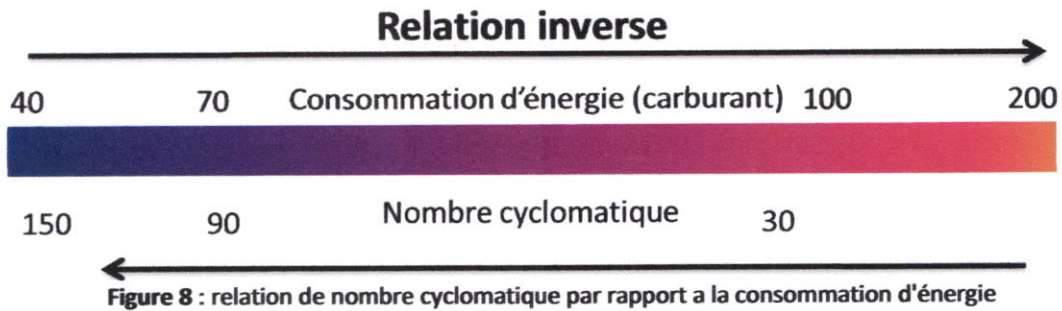 Relation inverse
40 70 Consommation d'énergie (carburant) 100 200
150 90 Nombre cyclomatique 30
Figure 8 : relation de nombre cyclomatique par rapport a la consommation d'énergie